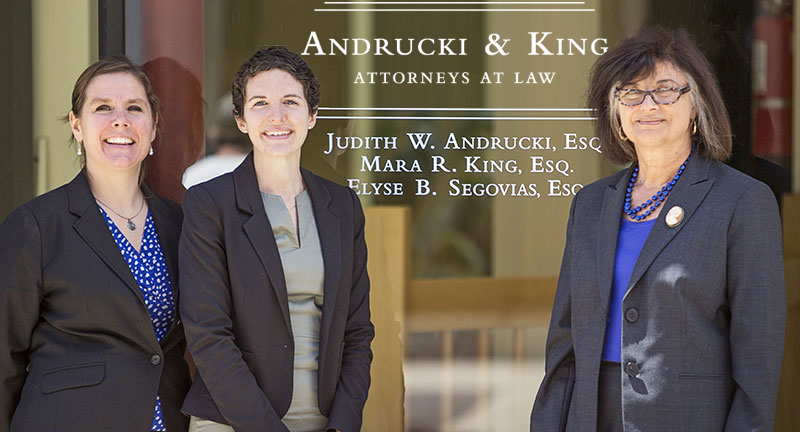 ANDRUCKI & KING
ATTORNEYS AT LAW
JUDITH W. ANDRUCKI, ESQ
MARA R. KING, ESQ.
ELYSE B. SEGOVIAS, ESQ